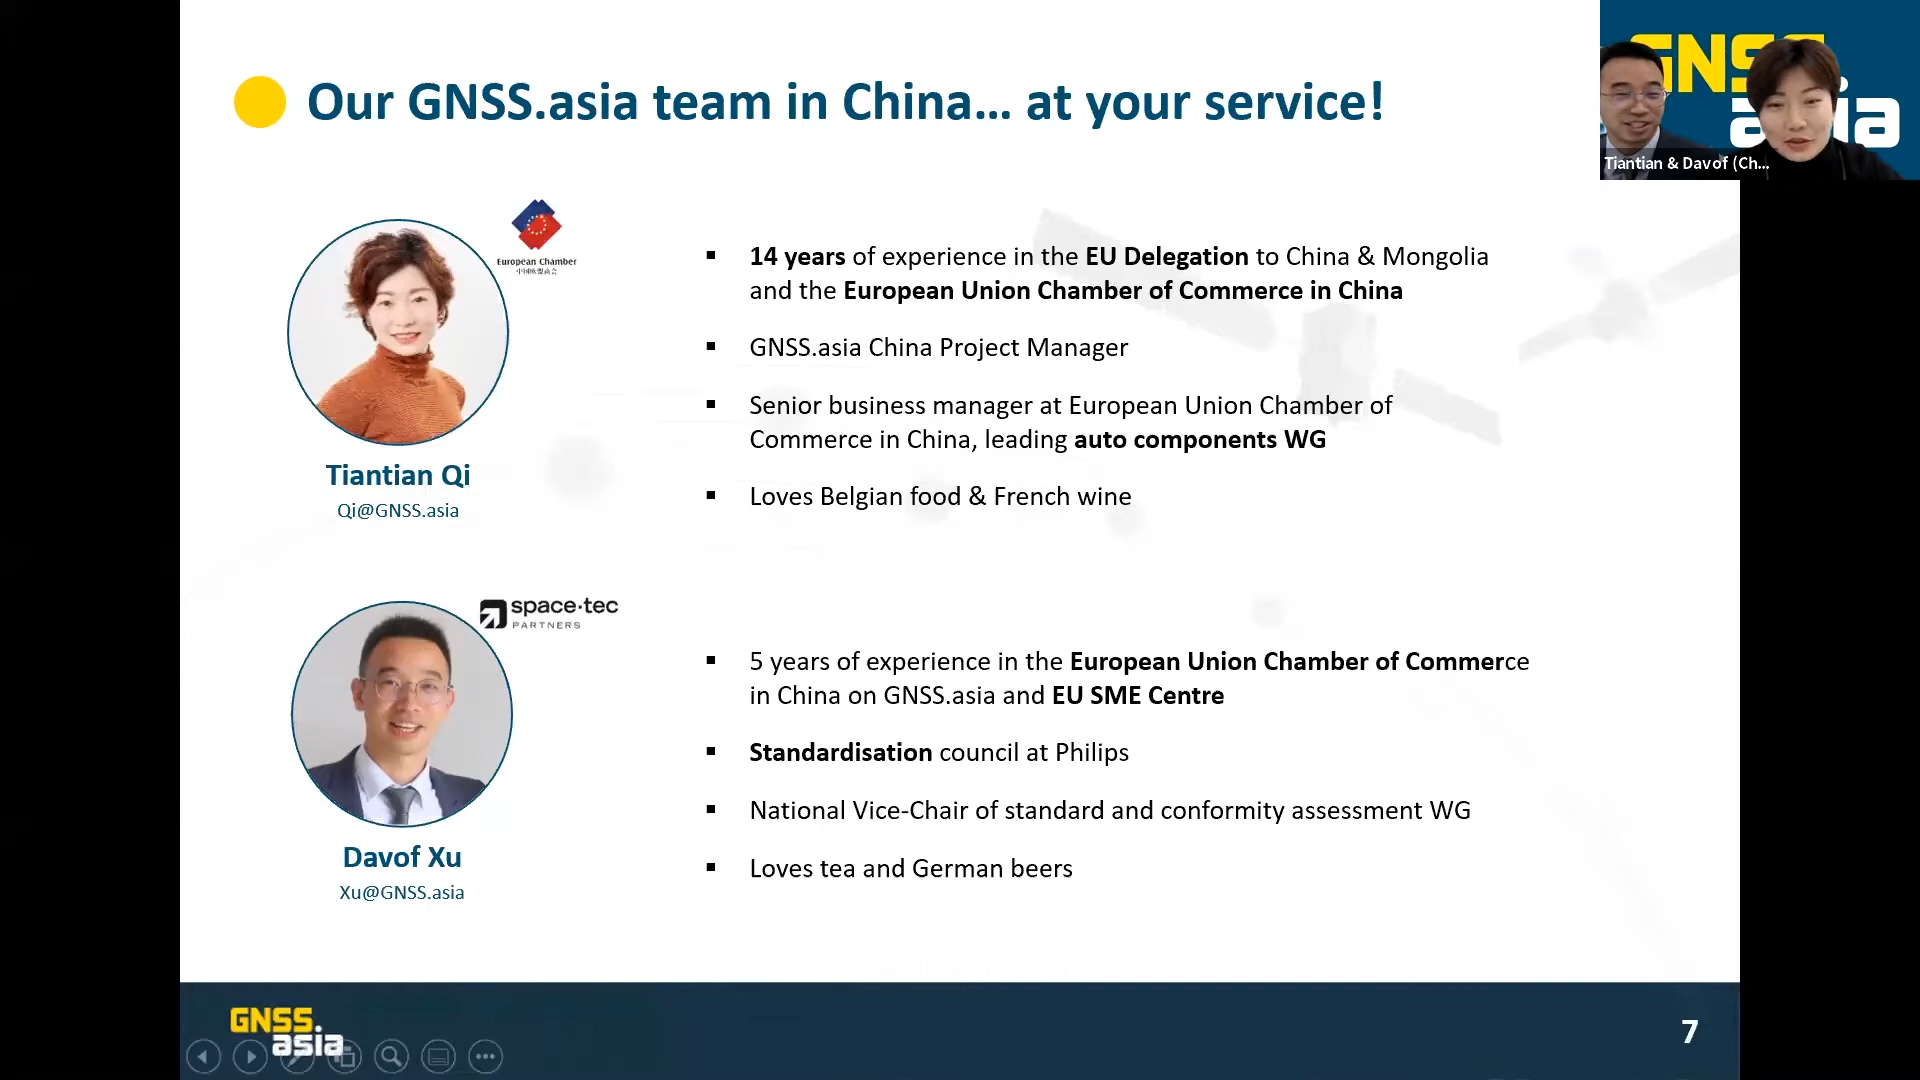 Our GNSS.asia team in China... at your service!
GNSS
asia
Tiantian & Davof (Ch...
European Chamber
中国欧盟商会
Tiantian Qi
Qi@GNSS.asia
▪ 14 years of experience in the EU Delegation to China & Mongolia
and the European Union Chamber of Commerce in China
▪ GNSS.asia China Project Manager
▪ Senior business manager at European Union Chamber of
Commerce in China, leading auto components WG
▪ Loves Belgian food & French wine
space·tec
PARTNERS
Davof Xu
Xu@GNSS.asia
▪ 5 years of experience in the European Union Chamber of Commerce
in China on GNSS.asia and EU SME Centre
▪ Standardisation council at Philips
▪ National Vice-Chair of standard and conformity assessment WG
▪ Loves tea and German beers
GNSS.
asia
7